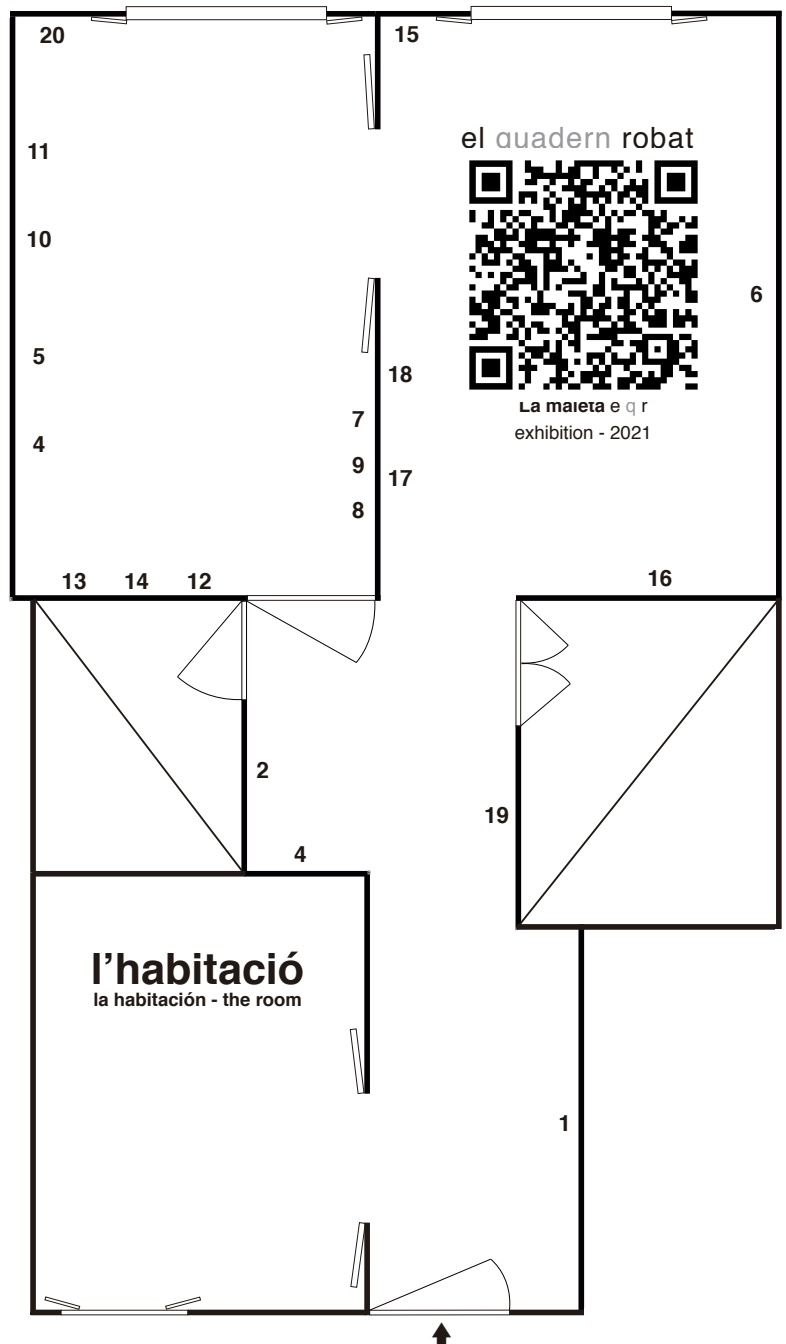 20
15
el quadern robat
11
10
6
5
18
La maleta e q r
7
exhibition - 2021
4
9
17
8
13 14 12
16
2
19
4
l'habitació
la habitación - the room
1